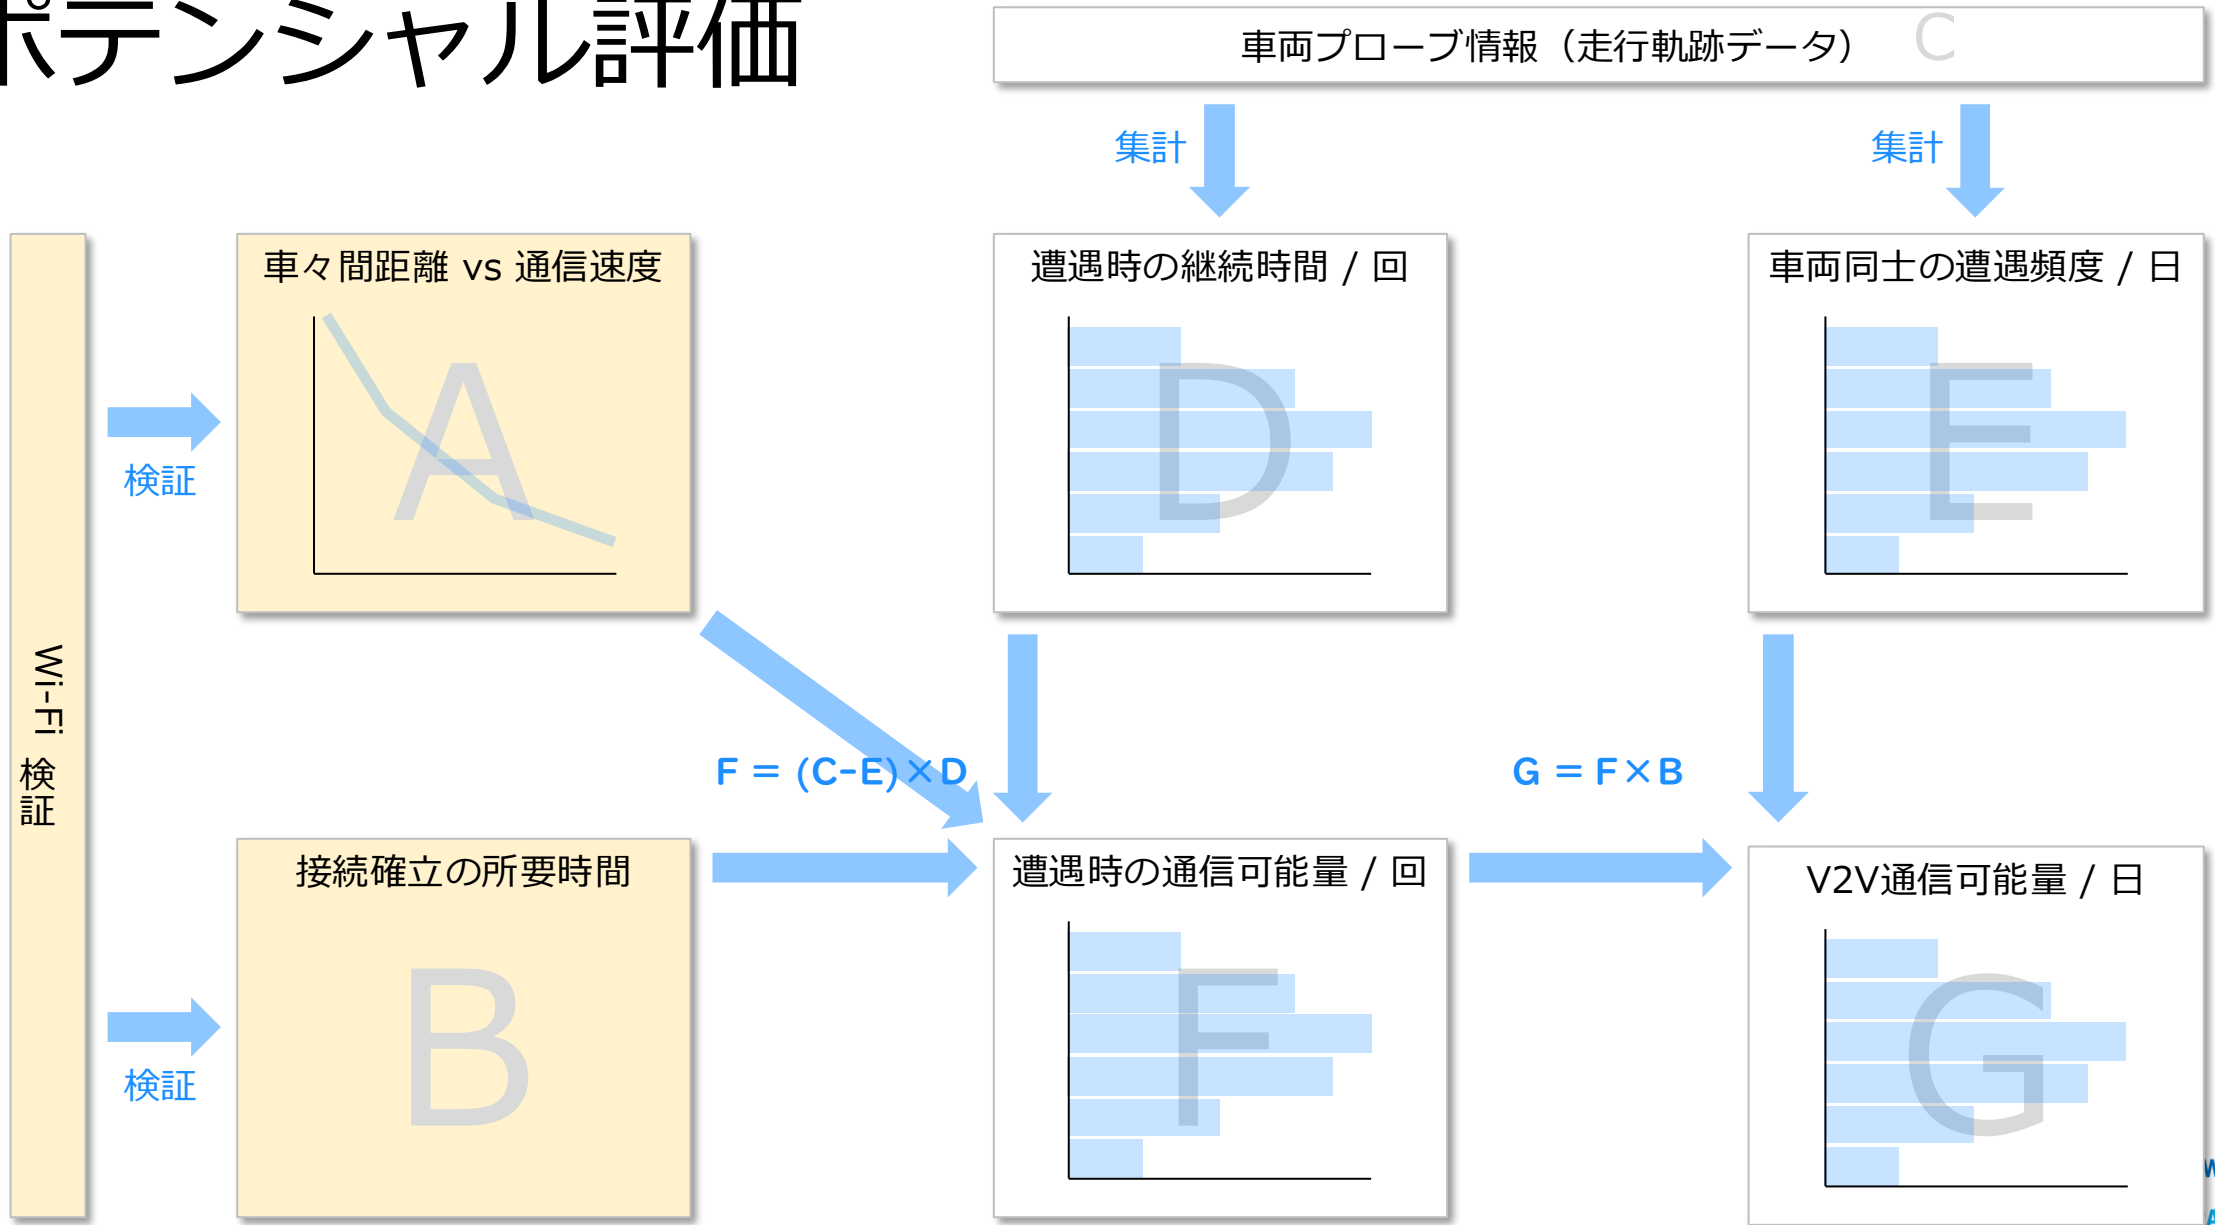 ポテンシャル評価
車両プローブ情報（走行軌跡データ） C
集計
集計
Wi-Fi 検証
検証
車々間距離 vs 通信速度
A
遭遇時の継続時間 / 回
D
車両同士の遭遇頻度 / 日
E
F = (C-E)×D
G = F×B
検証
接続確立の所要時間
B
遭遇時の通信可能量 / 回
F
V2V通信可能量 / 日
G